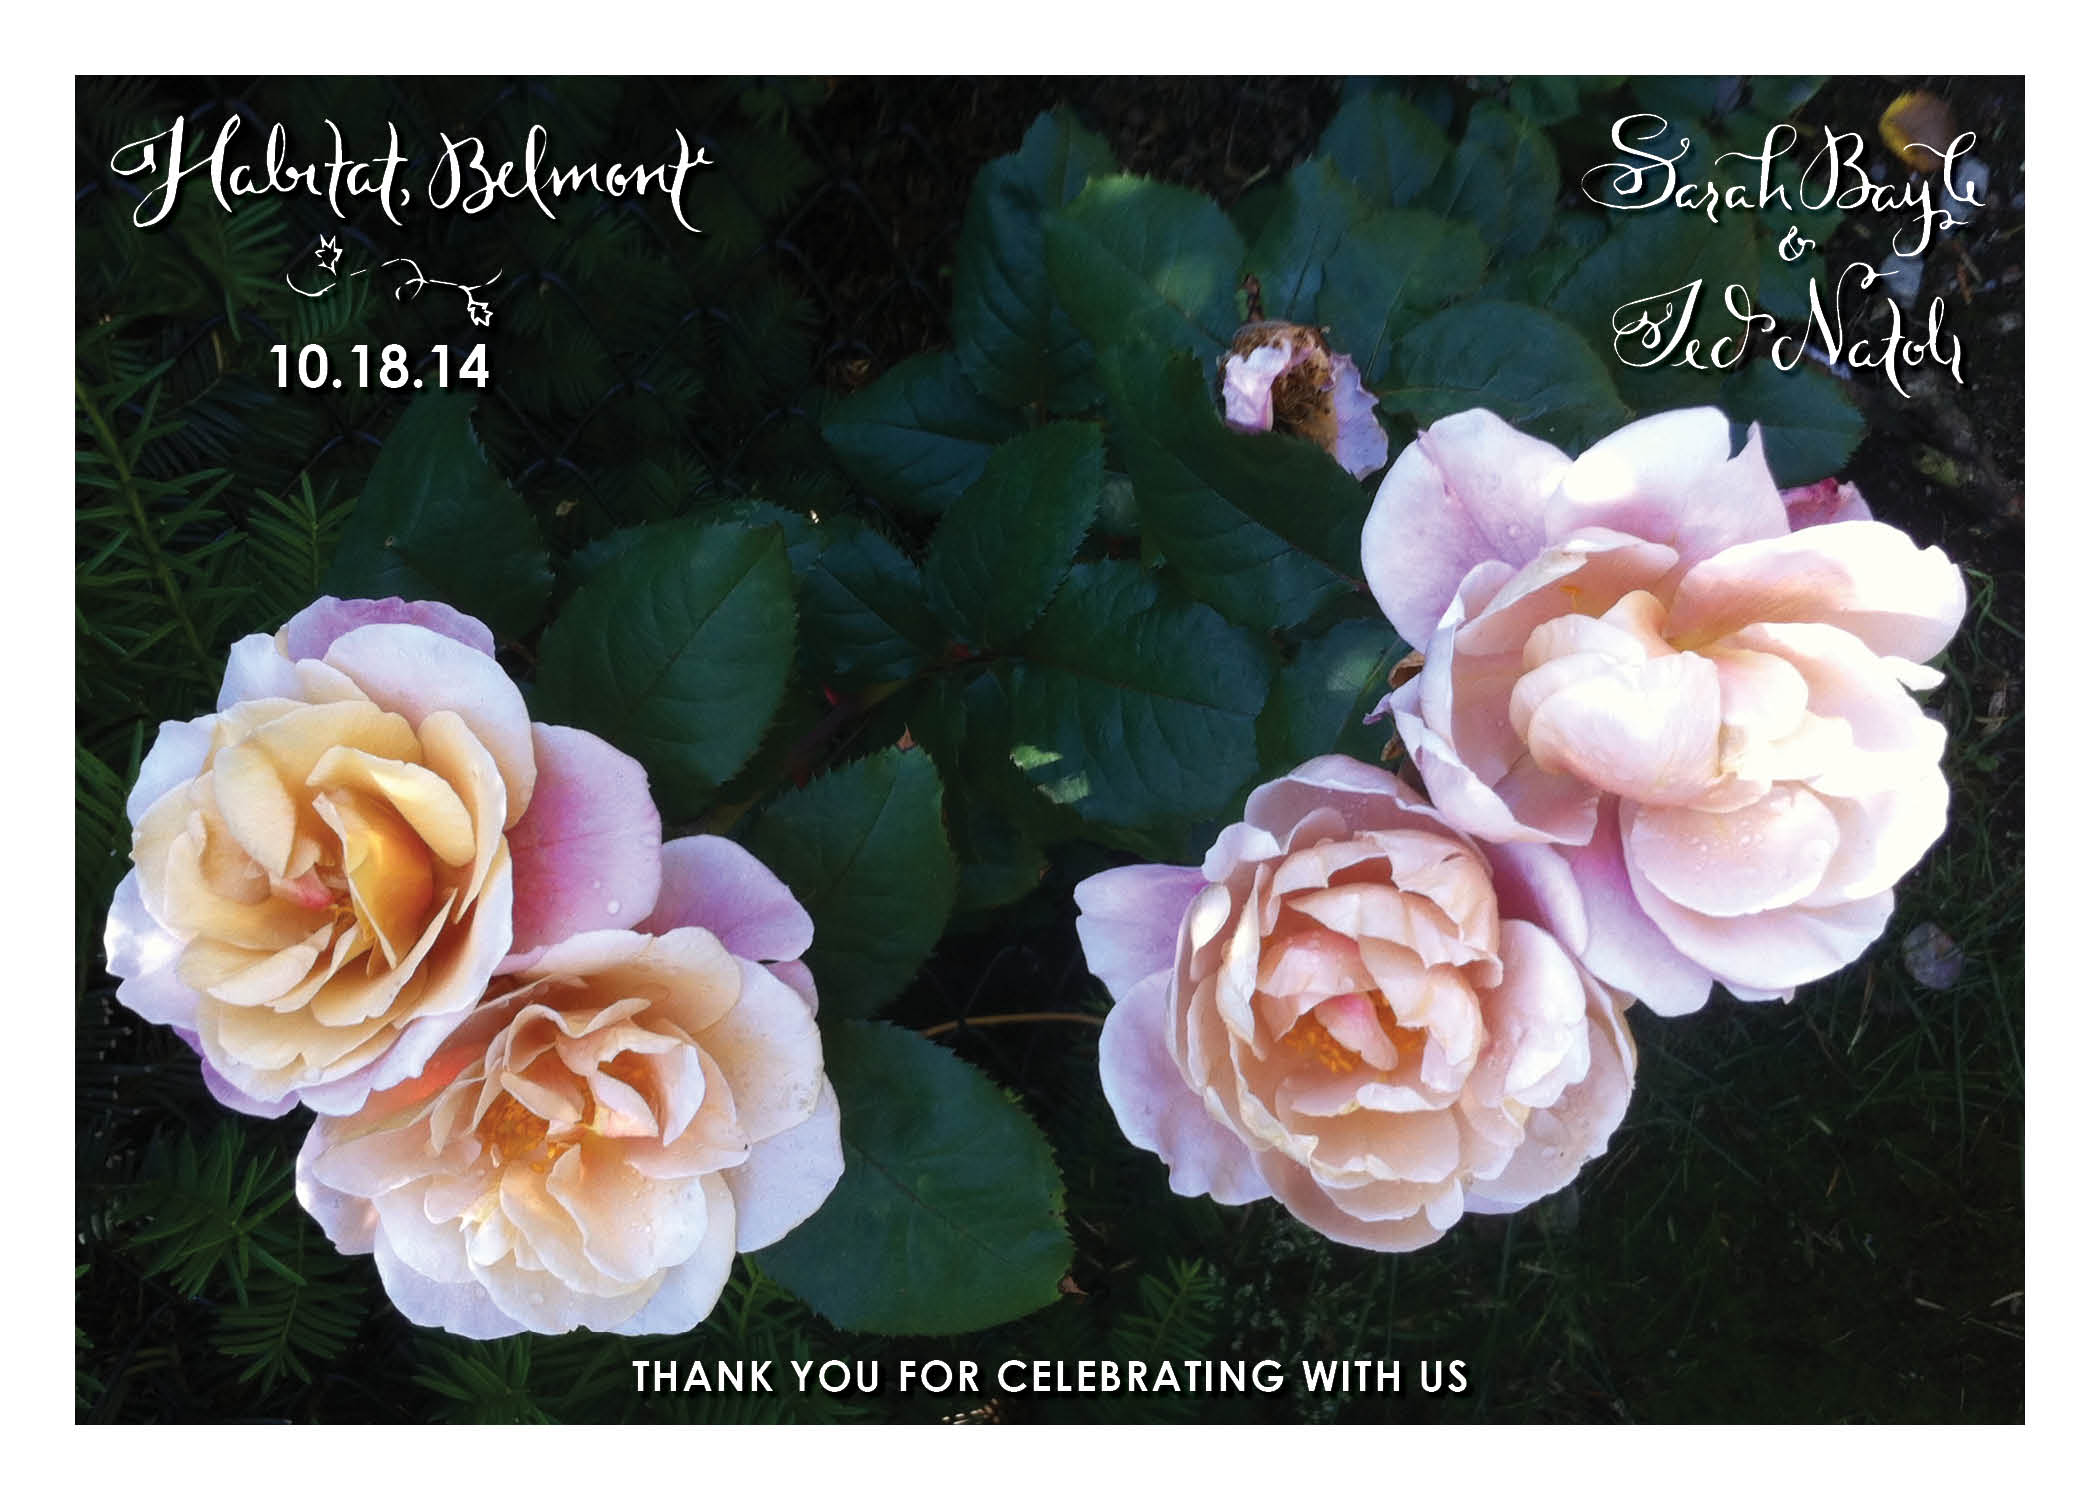 Habitat, Belmont
10.18.14
Sarah Bayle
&
Ted Natoli
THANK YOU FOR CELEBRATING WITH US